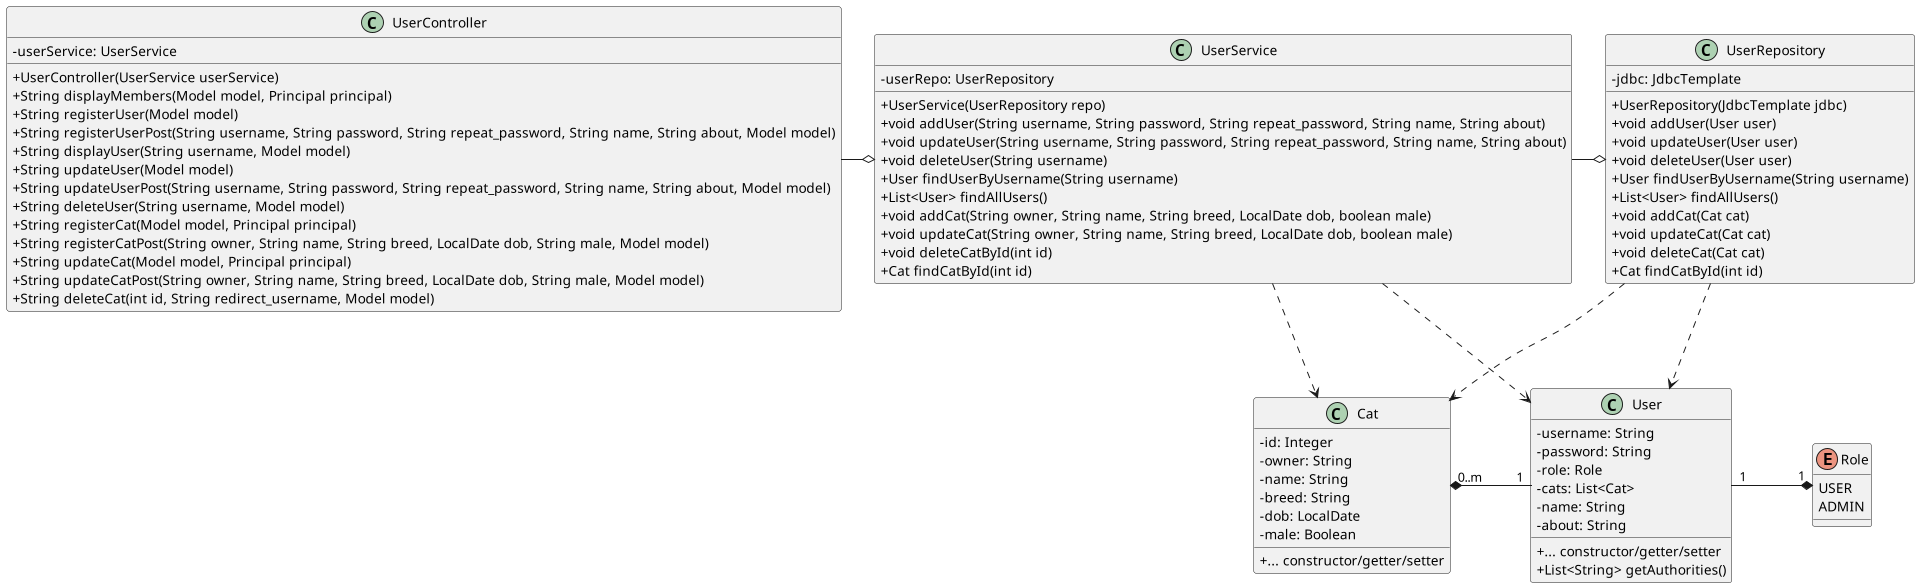 C UserController
-userService: UserService
+UserController(UserService userService)
+String displayMembers(Model model, Principal principal)
+String registerUser(Model model)
+String registerUserPost(String username, String password, String repeat_password, String name, String about, Model model)
+String displayUser(String username, Model model)
+String updateUser(Model model)
+String updateUserPost(String username, String password, String repeat_password, String name, String about, Model model)
+String deleteUser(String username, Model model)
+String registerCat(Model model, Principal principal)
+String registerCatPost(String owner, String name, String breed, LocalDate dob, String male, Model model)
+String updateCat(Model model, Principal principal)
+String updateCatPost(String owner, String name, String breed, LocalDate dob, String male, Model model)
+String deleteCat(int id, String redirect_username, Model model)
C UserService
-userRepo: UserRepository
+UserService(UserRepository repo)
+void addUser(String username, String password, String repeat_password, String name, String about)
+void updateUser(String username, String password, String repeat_password, String name, String about)
+void deleteUser(String username)
+User findUserByUsername(String username)
+List<User> findAllUsers()
+void addCat(String owner, String name, String breed, LocalDate dob, boolean male)
+void updateCat(String owner, String name, String breed, LocalDate dob, boolean male)
+void deleteCatById(int id)
+Cat findCatById(int id)
C UserRepository
-jdbc: JdbcTemplate
+UserRepository(JdbcTemplate jdbc)
+void addUser(User user)
+void updateUser(User user)
+void deleteUser(User user)
+User findUserByUsername(String username)
+List<User> findAllUsers()
+void addCat(Cat cat)
+void updateCat(Cat cat)
+void deleteCat(Cat cat)
+Cat findCatById(int id)
C Cat
-id: Integer
-owner: String
-name: String
-breed: String
-dob: LocalDate
-male: Boolean
+... constructor/getter/setter
0..m 1
C User
-username: String
-password: String
-role: Role
-cats: List<Cat>
-name: String
-about: String
+... constructor/getter/setter
+List<String> getAuthorities()
1 1
E Role
USER
ADMIN